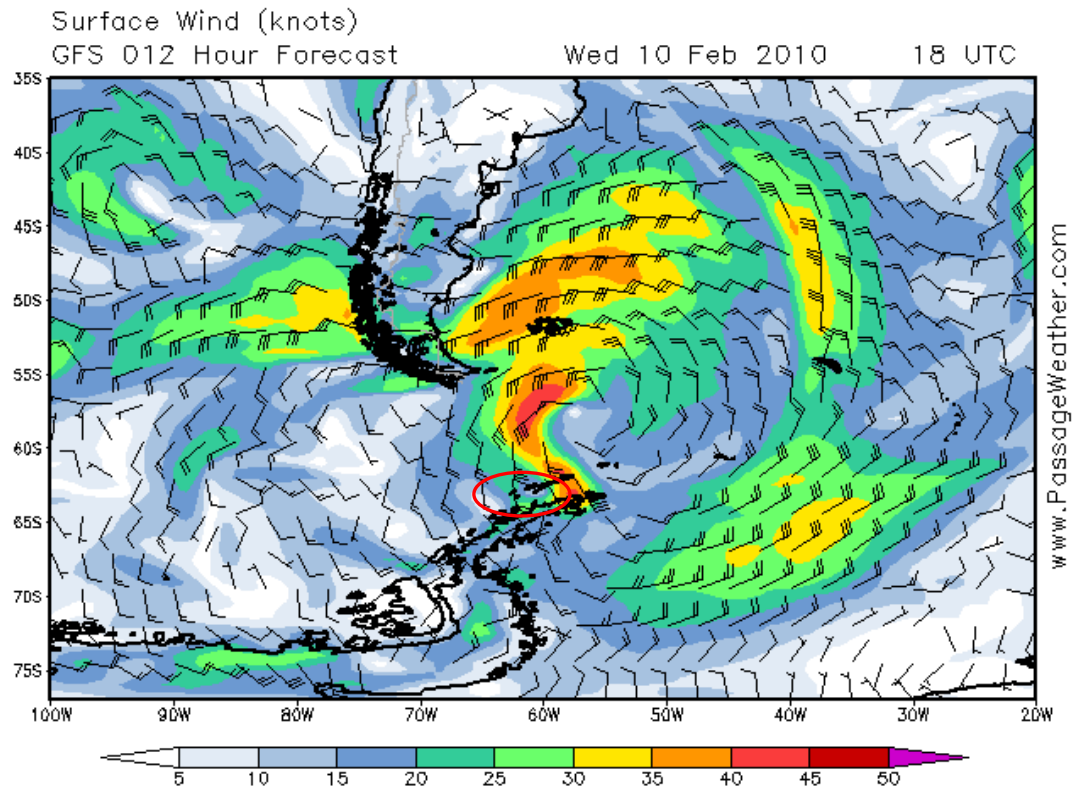 Surface Wind (knots)
GFS 012 Hour Forecast Wed 10 Feb 2010 18 UTC
35S
40S
45S
50S
55S
60S
65S
70S
75S
100W 90W 80W 70W 60W 50W 40W 30W 20W
5 10 15 20 25 30 35 40 45 50
www.PassageWeather.com